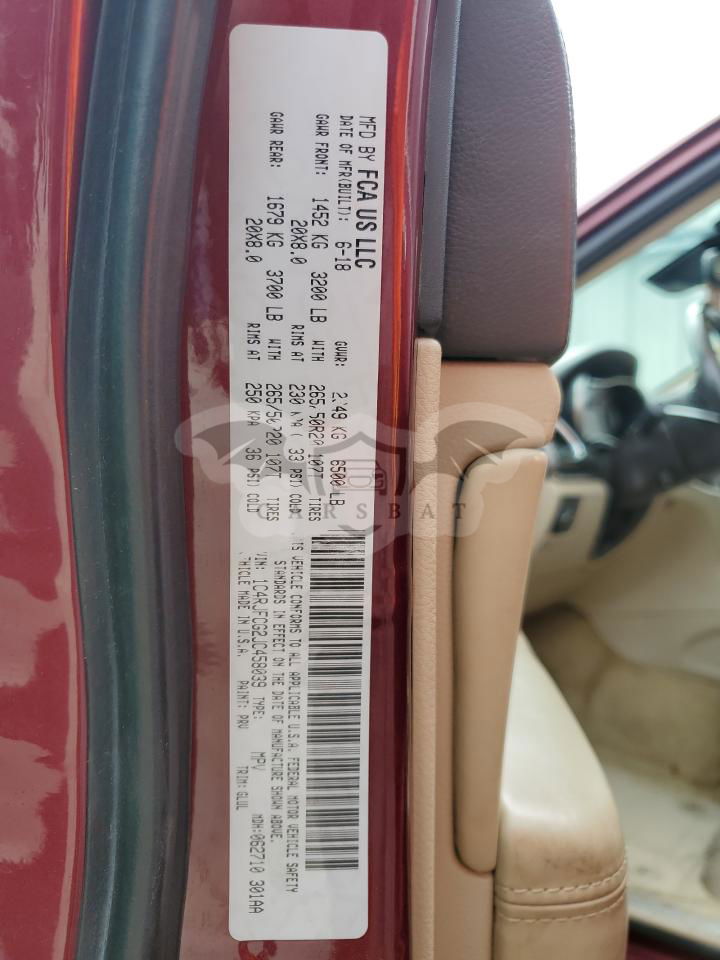 MFD BY FCA US LLC
DATE OF MFR(BUILT): 6-18 GVWR: 2949 KG 6500 LB
GAWR FRONT: 1452 KG 3200 LB WITH 265/50R20 107T TIRES
20X8.0 RIMS AT 230 KPA ( 33 PSI) COLD
GAWR REAR: 1679 KG 3700 LB WITH 265/50R20 107T TIRES
20X8.0 RIMS AT 250 KPA 36 PSI) COLD
THIS VEHICLE CONFORMS TO ALL APPLICABLE U.S.A. FEDERAL MOTOR VEHICLE SAFETY
STANDARDS IN EFFECT ON THE DATE OF MANUFACTURE SHOWN ABOVE.
VIN: 1C4RJFCG2JC458039 TYPE: MPV MDH:062710 301AA
VEHICLE MADE IN U.S.A. PAINT: PRV TRIM: GLUL
CARSBAT